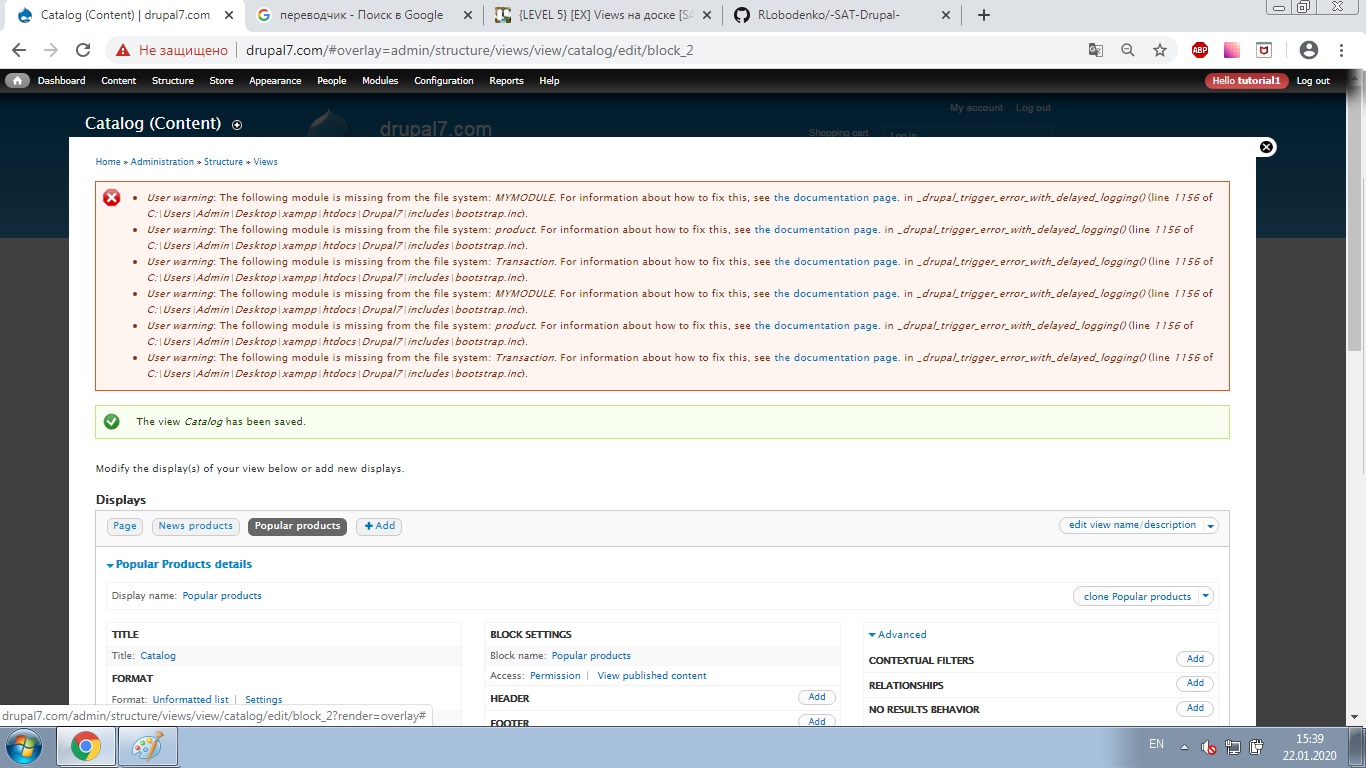 Catalog (Content) | drupal7.com
переводчик - Поиск в Google
{LEVEL 5} [EX] Views на доске [SA
RLobodenko/-SAT-Drupal-
Не защищено
drupal7.com/#overlay=admin/structure/views/view/catalog/edit/block_2
ABP
Dashboard Content Structure Store Appearance People Modules Configuration Reports Help
Hello tutorial1 Log out
My account Log out
drupal7.com
Shopping cart
Log in
Catalog (Content)
Home » Administration » Structure » Views
User warning: The following module is missing from the file system: MYMODULE. For information about how to fix this, see the documentation page. in _drupal_trigger_error_with_delayed_logging() (line 1156 of
C:\Users\Admin\Desktop\xampp\htdocs\Drupal7\includes\bootstrap.inc).
User warning: The following module is missing from the file system: product. For information about how to fix this, see the documentation page. in _drupal_trigger_error_with_delayed_logging() (line 1156 of
C:\Users\Admin\Desktop\xampp\htdocs\Drupal7\includes\bootstrap.inc).
User warning: The following module is missing from the file system: Transaction. For information about how to fix this, see the documentation page. in _drupal_trigger_error_with_delayed_logging() (line 1156 of
C:\Users\Admin\Desktop\xampp\htdocs\Drupal7\includes\bootstrap.inc).
User warning: The following module is missing from the file system: MYMODULE. For information about how to fix this, see the documentation page. in _drupal_trigger_error_with_delayed_logging() (line 1156 of
C:\Users\Admin\Desktop\xampp\htdocs\Drupal7\includes\bootstrap.inc).
User warning: The following module is missing from the file system: product. For information about how to fix this, see the documentation page. in _drupal_trigger_error_with_delayed_logging() (line 1156 of
C:\Users\Admin\Desktop\xampp\htdocs\Drupal7\includes\bootstrap.inc).
User warning: The following module is missing from the file system: Transaction. For information about how to fix this, see the documentation page. in _drupal_trigger_error_with_delayed_logging() (line 1156 of
C:\Users\Admin\Desktop\xampp\htdocs\Drupal7\includes\bootstrap.inc).
The view Catalog has been saved.
Modify the display(s) of your view below or add new displays.
Displays
Page News products Popular products Add
edit view name/description
Popular Products details
Display name: Popular products
clone Popular products
TITLE
Title: Catalog
FORMAT
Format: Unformatted list | Settings
BLOCK SETTINGS
Block name: Popular products
Access: Permission | View published content
HEADER Add
FOOTER Add
Advanced
CONTEXTUAL FILTERS Add
RELATIONSHIPS Add
NO RESULTS BEHAVIOR Add
drupal7.com/admin/structure/views/view/catalog/edit/block_2?render=overlay#
EN
15:39
22.01.2020